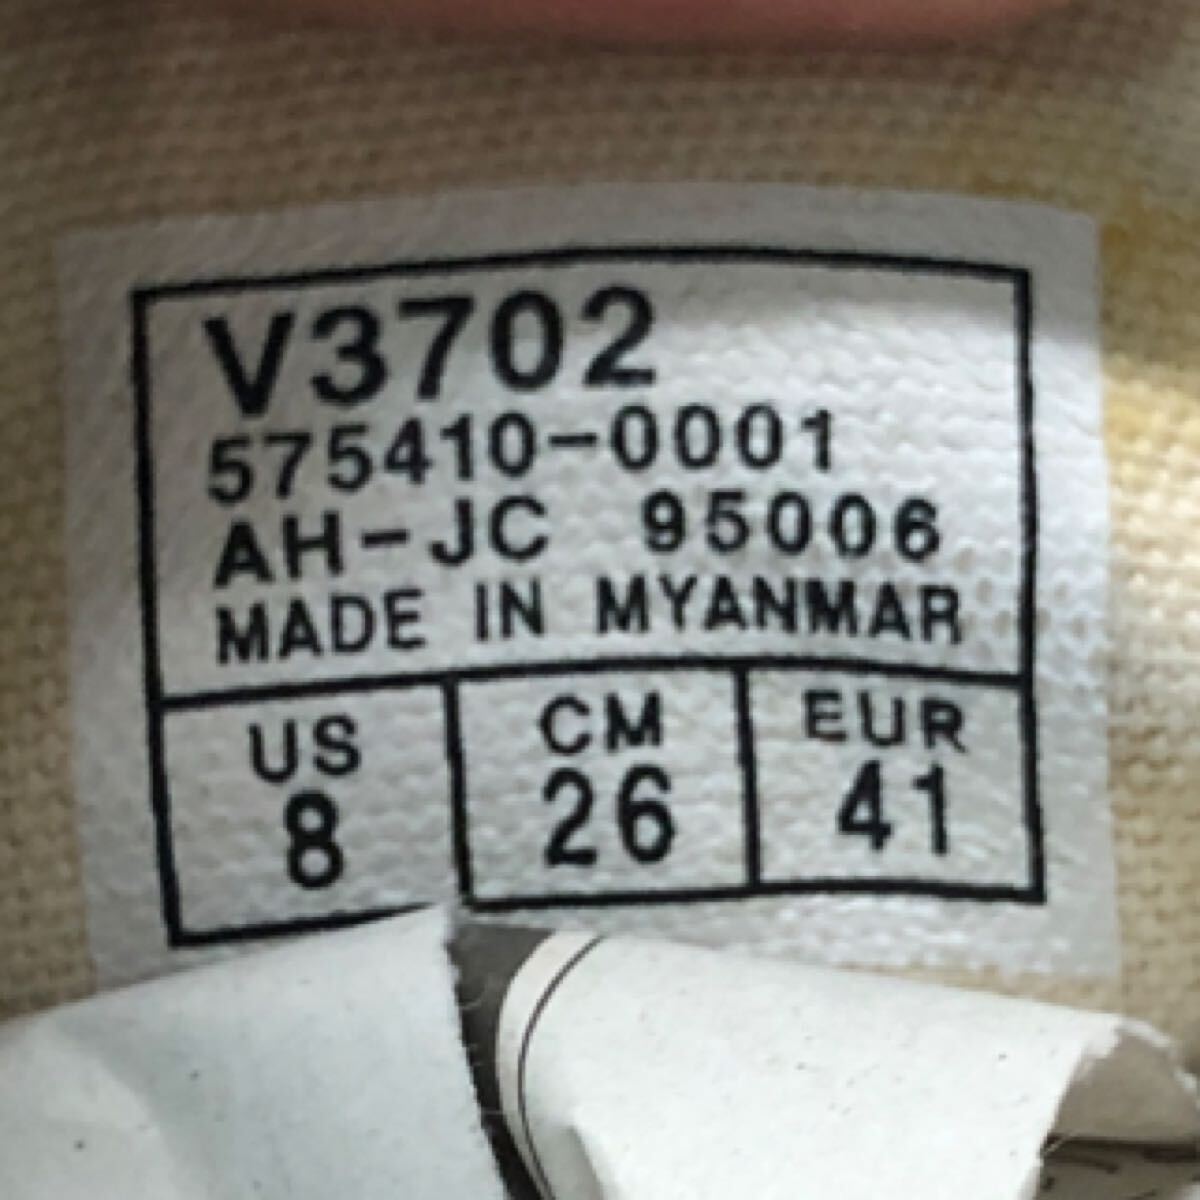 V3702
575410-0001
AH-JC 95006
MADE IN MYANMAR
US CM EUR
8 26 41